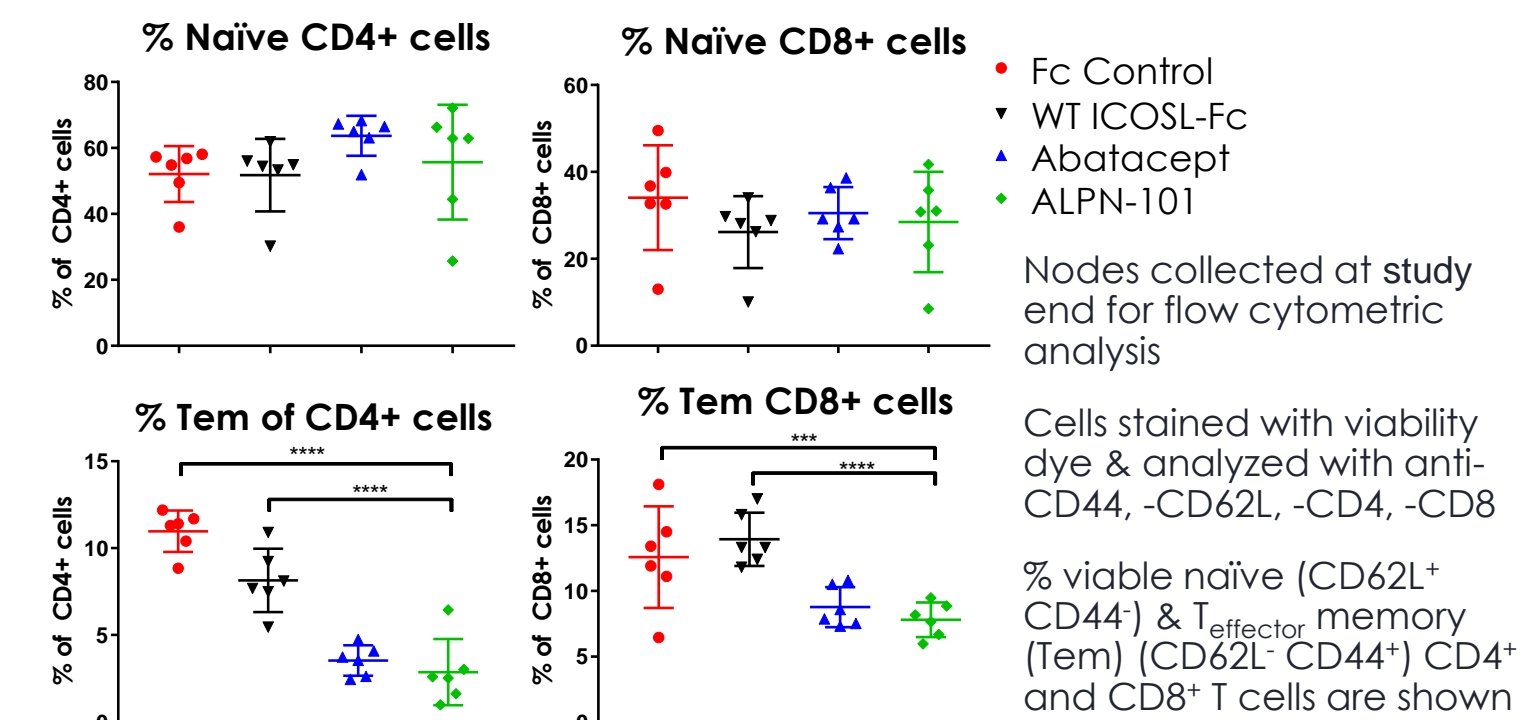 % Naïve CD4+ cells
% of CD4+ cells
80
60
40
20
0
% Naïve CD8+ cells
% of CD8+ cells
60
40
20
0
Fc Control
WT ICOSL-Fc
Abatacept
ALPN-101
Nodes collected at study
end for flow cytometric
analysis
Cells stained with viability
dye & analyzed with anti-
CD44, -CD62L, -CD4, -CD8
% viable naïve (CD62L⁺
CD44⁻) & Teffector memory
(Tem) (CD62L⁻ CD44⁺) CD4⁺
and CD8⁺ T cells are shown
% Tem of CD4+ cells
% of CD4+ cells
15
10
5
0
****
****
% Tem CD8+ cells
% of CD8+ cells
20
15
10
5
***
****